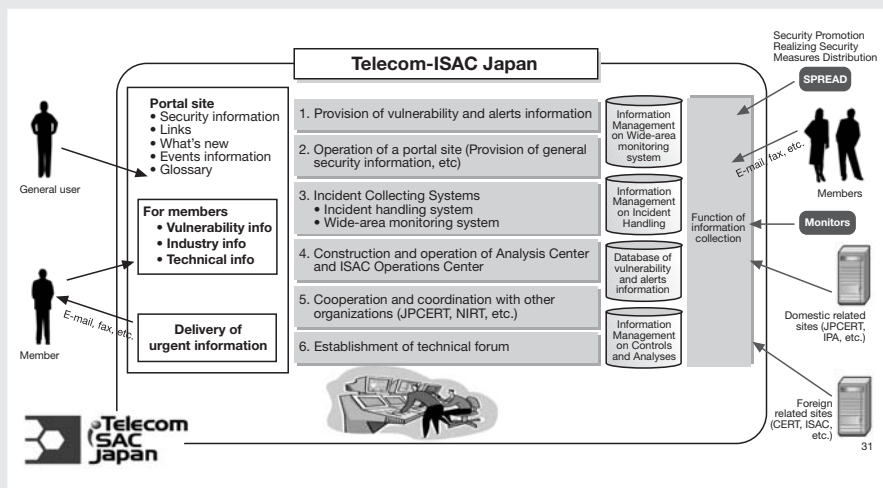 Telecom-ISAC Japan
General user
Member
E-mail, fax, etc.
Portal site
• Security information
• Links
• What's new
• Events information
• Glossary
For members
• Vulnerability info
• Industry info
• Technical info
Delivery of
urgent information
1. Provision of vulnerability and alerts information
2. Operation of a portal site (Provision of general
security information, etc)
3. Incident Collecting Systems
• Incident handling system
• Wide-area monitoring system
4. Construction and operation of Analysis Center
and ISAC Operations Center
5. Cooperation and coordination with other
organizations (JPCERT, NIRT, etc.)
6. Establishment of technical forum
Information
Management
on Wide-area
monitoring
system
Information
Management
on Incident
Handling
Database of
vulnerability
and alerts
information
Information
Management
on Controls
and Analyses
Function of
information
collection
Security Promotion
Realizing Security
Measures Distribution
SPREAD
E-mail, fax, etc.
Members
Monitors
Domestic related
sites (JPCERT,
IPA, etc.)
Foreign
related sites
(CERT, ISAC,
etc.)
Telecom
iSAC
Japan
31